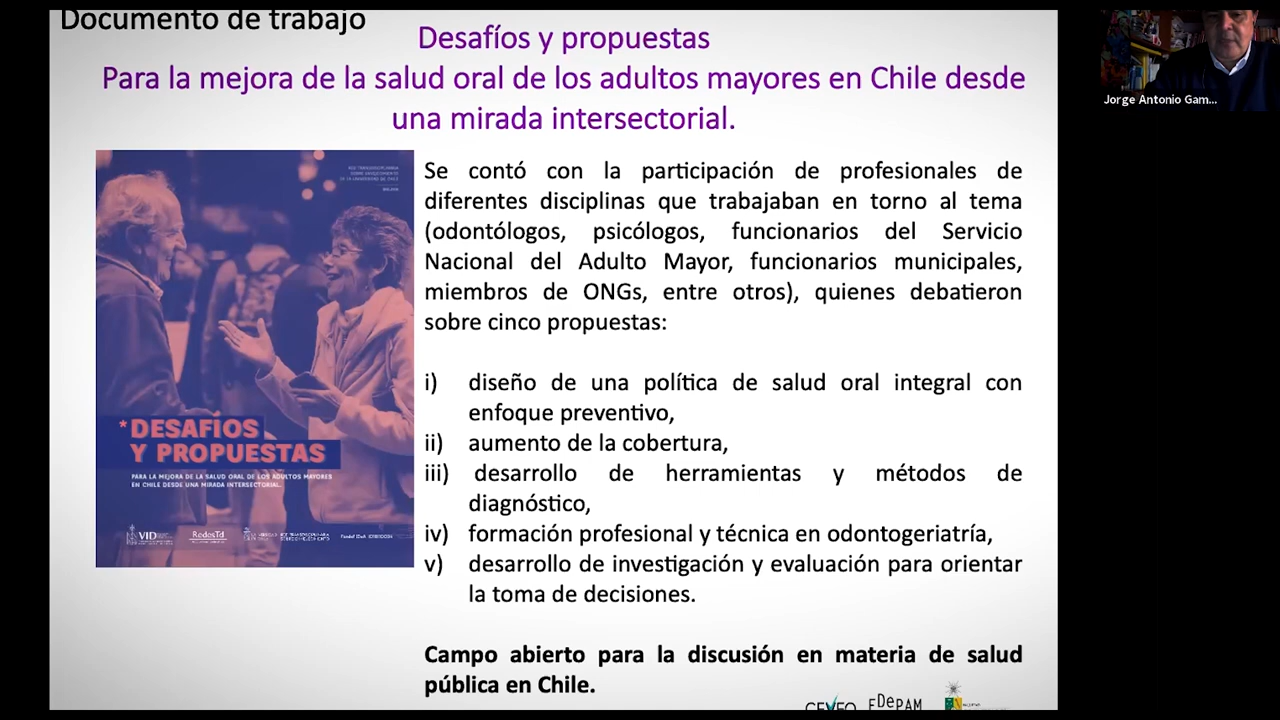 Documento de trabajo
Desafíos y propuestas
Para la mejora de la salud oral de los adultos mayores en Chile desde
una mirada intersectorial.
Jorge Antonio Gam...
Se contó con la participación de profesionales de
diferentes disciplinas que trabajaban en torno al tema
(odontólogos, psicólogos, funcionarios del Servicio
Nacional del Adulto Mayor, funcionarios municipales,
miembros de ONGs, entre otros), quienes debatieron
sobre cinco propuestas:
i) diseño de una política de salud oral integral con
enfoque preventivo,
ii) aumento de la cobertura,
iii) desarrollo de herramientas y métodos de
diagnóstico,
iv) formación profesional y técnica en odontogeriatría,
v) desarrollo de investigación y evaluación para orientar
la toma de decisiones.
Campo abierto para la discusión en materia de salud
pública en Chile.
*DESAFÍOS
Y PROPUESTAS
PARA LA MEJORA DE LA SALUD ORAL DE LOS ADULTOS MAYORES
EN CHILE DESDE UNA MIRADA INTERSECTORIAL.
VID
RedesTd
FDePAM